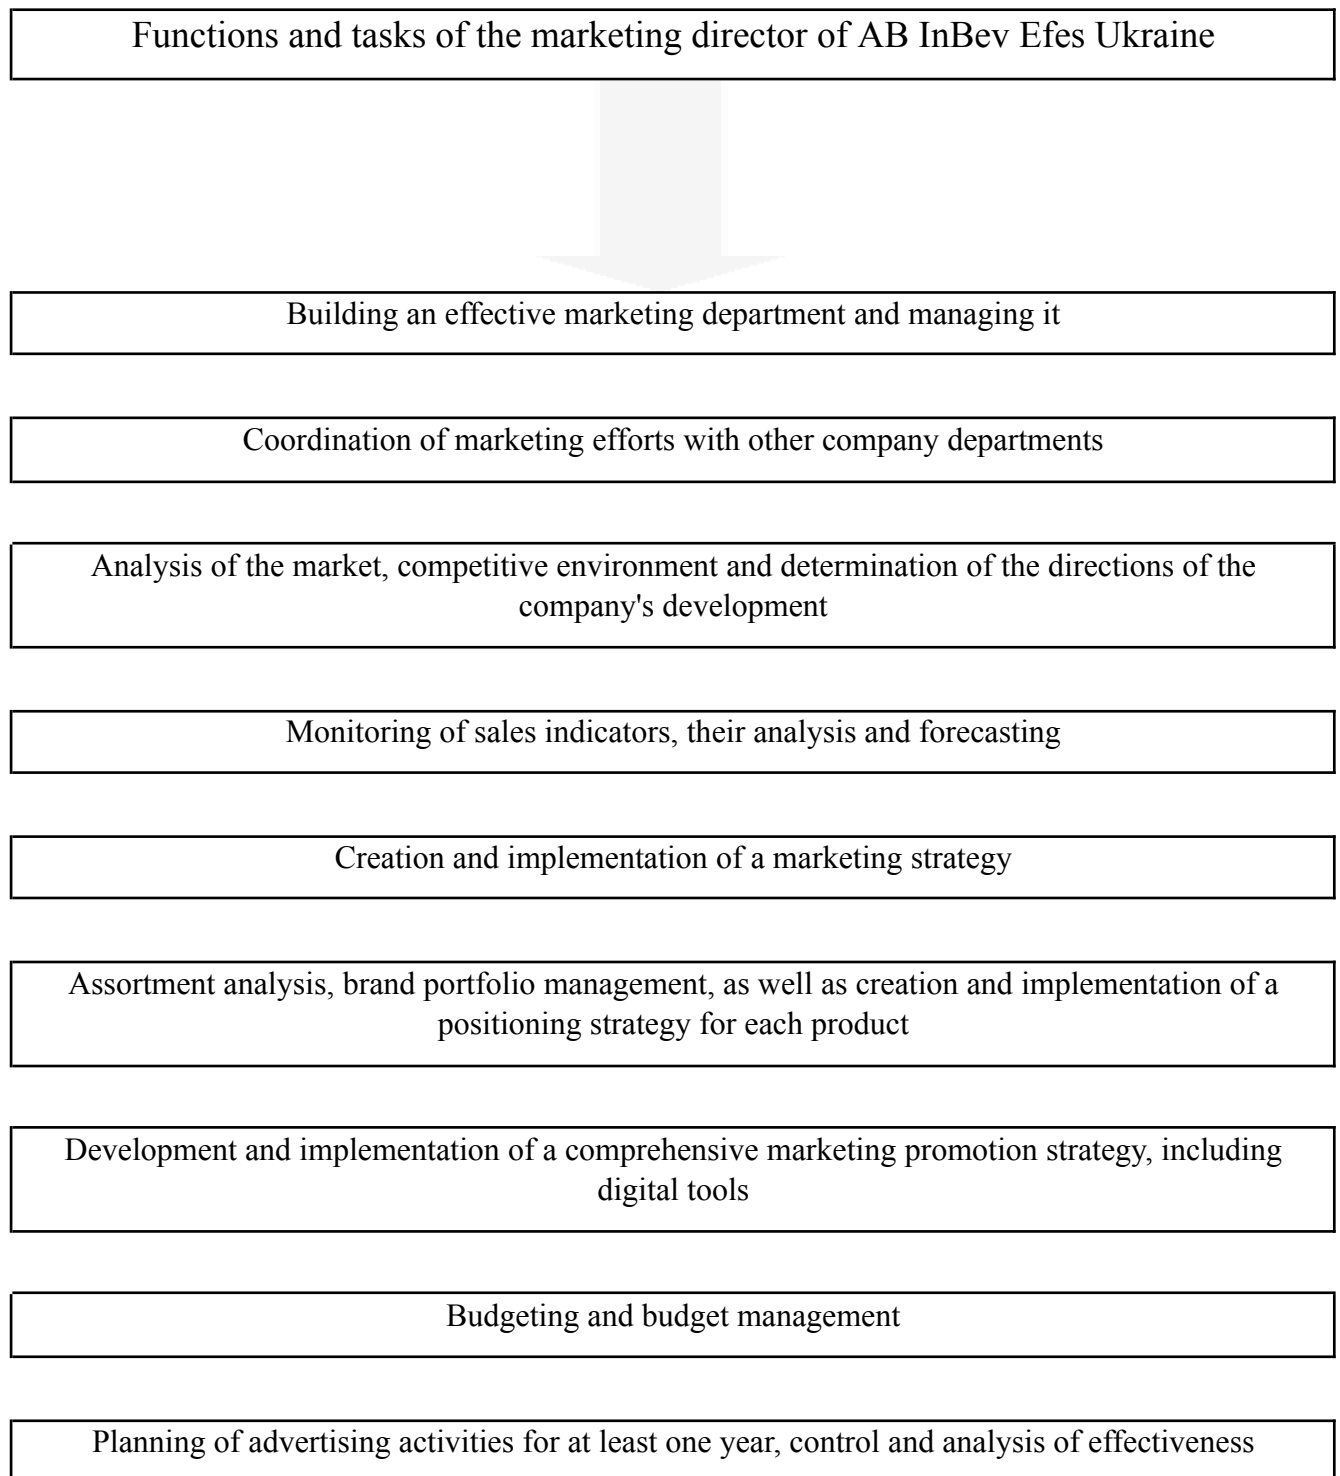 Functions and tasks of the marketing director of AB InBev Efes Ukraine
Building an effective marketing department and managing it
Coordination of marketing efforts with other company departments
Analysis of the market, competitive environment and determination of the directions of the
company's development
Monitoring of sales indicators, their analysis and forecasting
Creation and implementation of a marketing strategy
Assortment analysis, brand portfolio management, as well as creation and implementation of a
positioning strategy for each product
Development and implementation of a comprehensive marketing promotion strategy, including
digital tools
Budgeting and budget management
Planning of advertising activities for at least one year, control and analysis of effectiveness